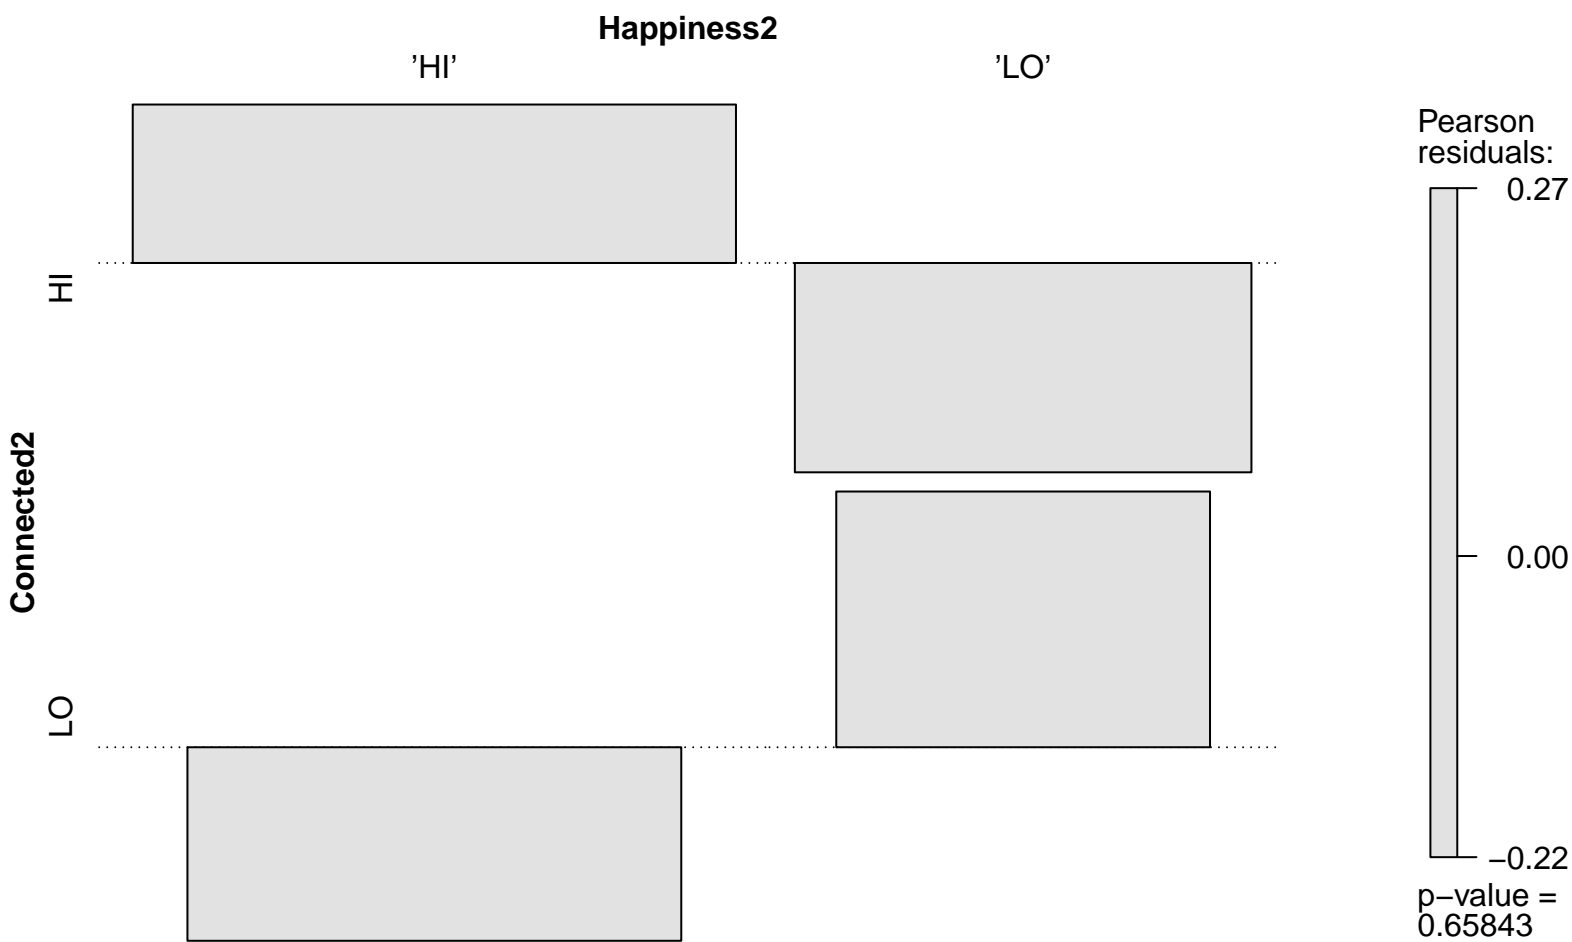 Happiness2
’HI’ ’LO’
HI
Connected2
LO
Pearson
residuals:
0.27
0.00
−0.22
p−value =
0.65843